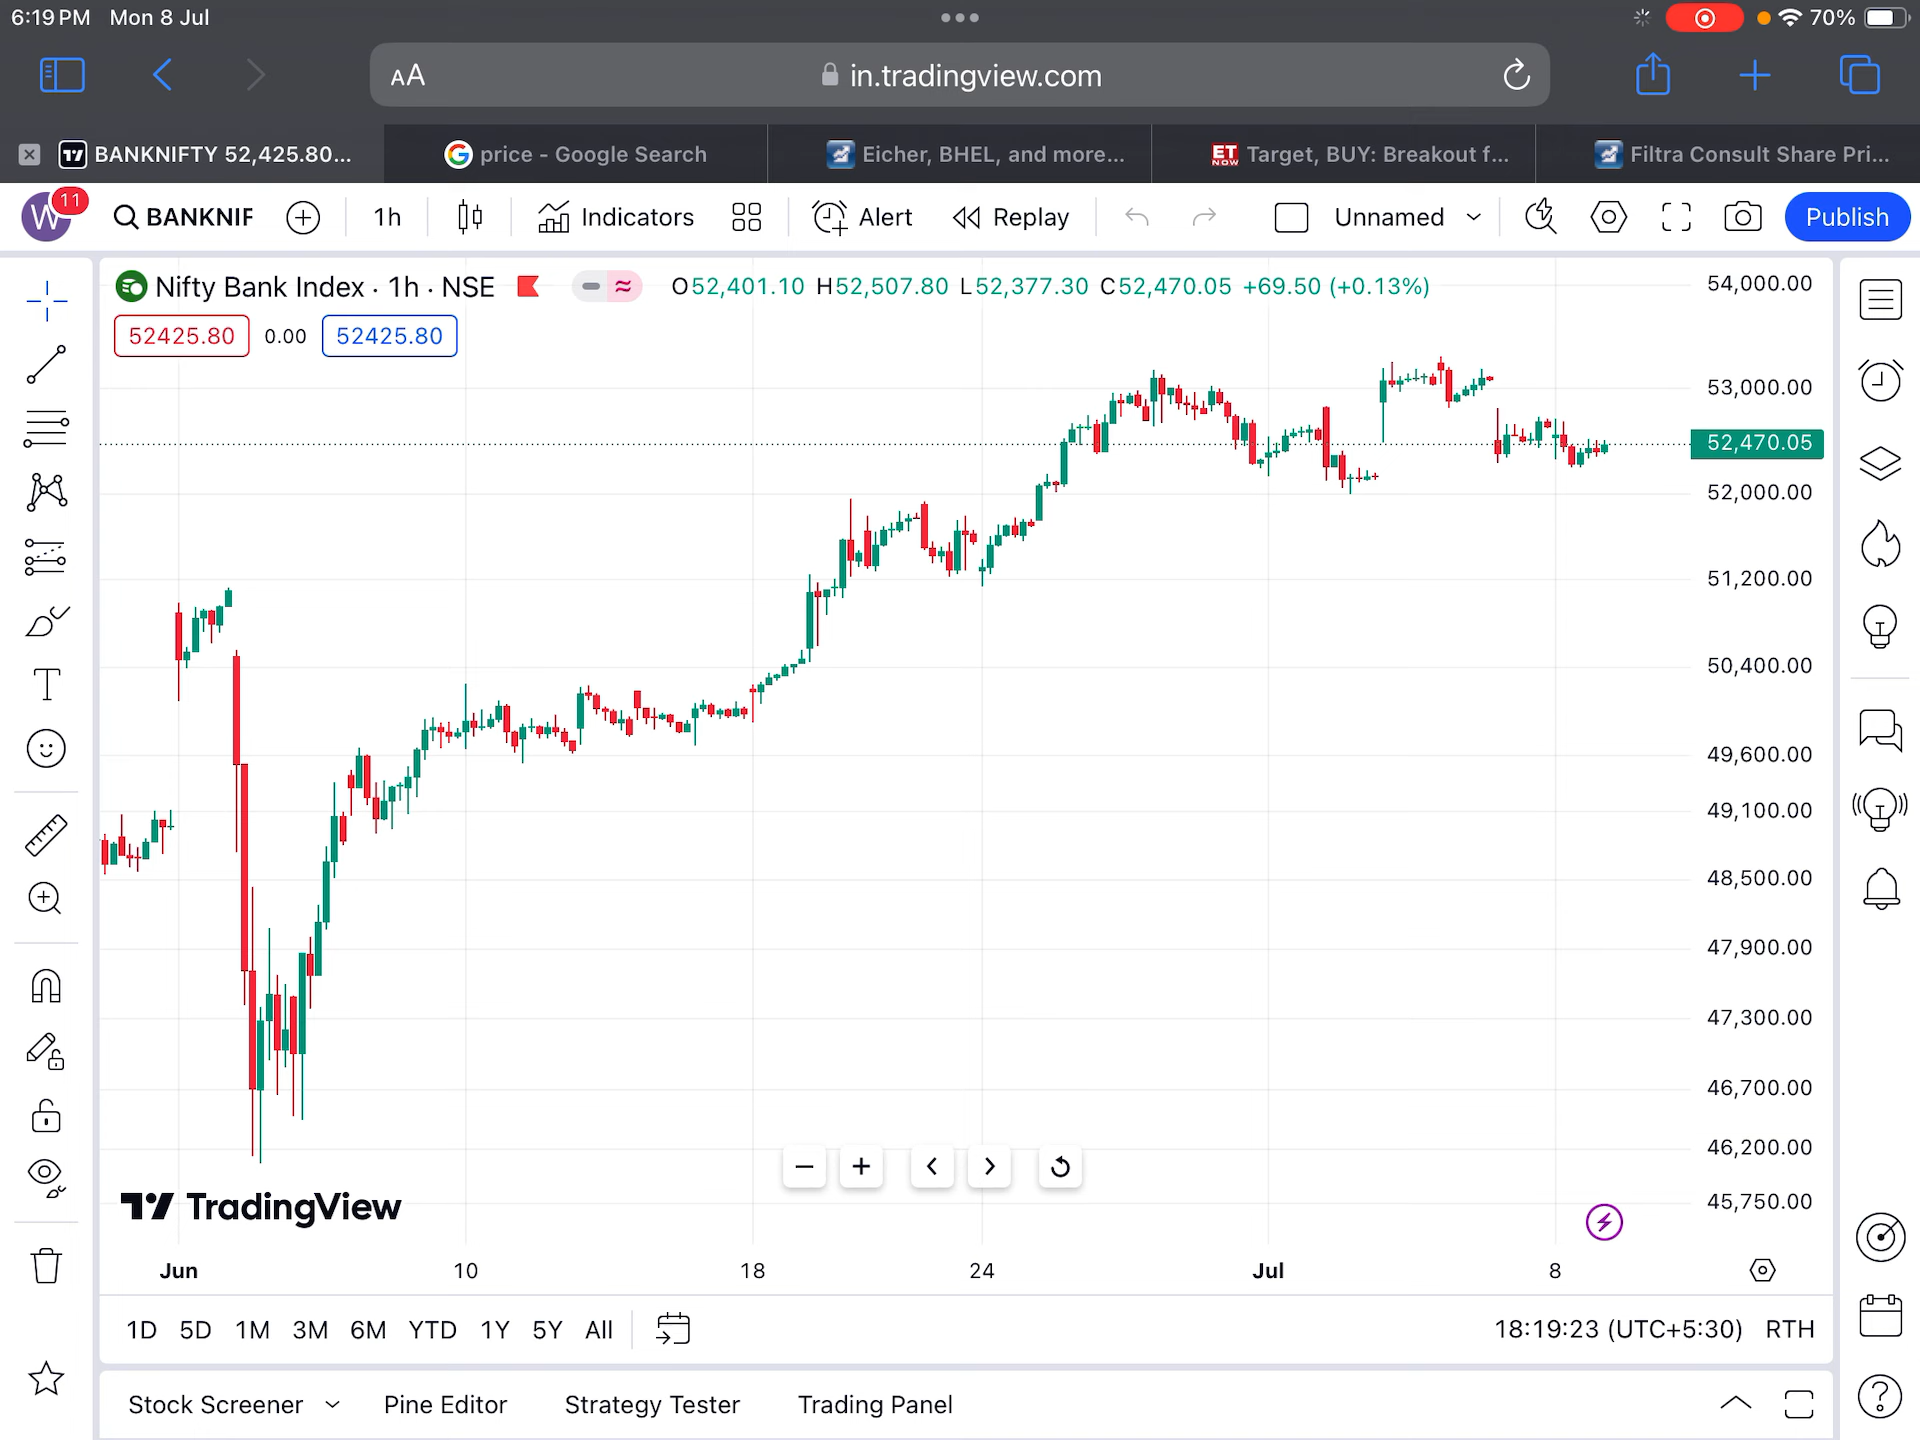 6:19 PM Mon 8 Jul
70%
AA in.tradingview.com
BANKNIFTY 52,425.80...
price - Google Search
Eicher, BHEL, and more...
ET NOW Target, BUY: Breakout f...
Filtra Consult Share Pri...
W 11 BANKNIF 1h Indicators Alert Replay Unnamed Publish
Nifty Bank Index · 1h · NSE O52,401.10 H52,507.80 L52,377.30 C52,470.05 +69.50 (+0.13%)
52425.80 0.00 52425.80
54,000.00
53,000.00
52,470.05
52,000.00
51,200.00
50,400.00
49,600.00
49,100.00
48,500.00
47,900.00
47,300.00
46,700.00
46,200.00
45,750.00
TradingView
Jun 10 18 24 Jul 8
1D 5D 1M 3M 6M YTD 1Y 5Y All 18:19:23 (UTC+5:30) RTH
Stock Screener Pine Editor Strategy Tester Trading Panel